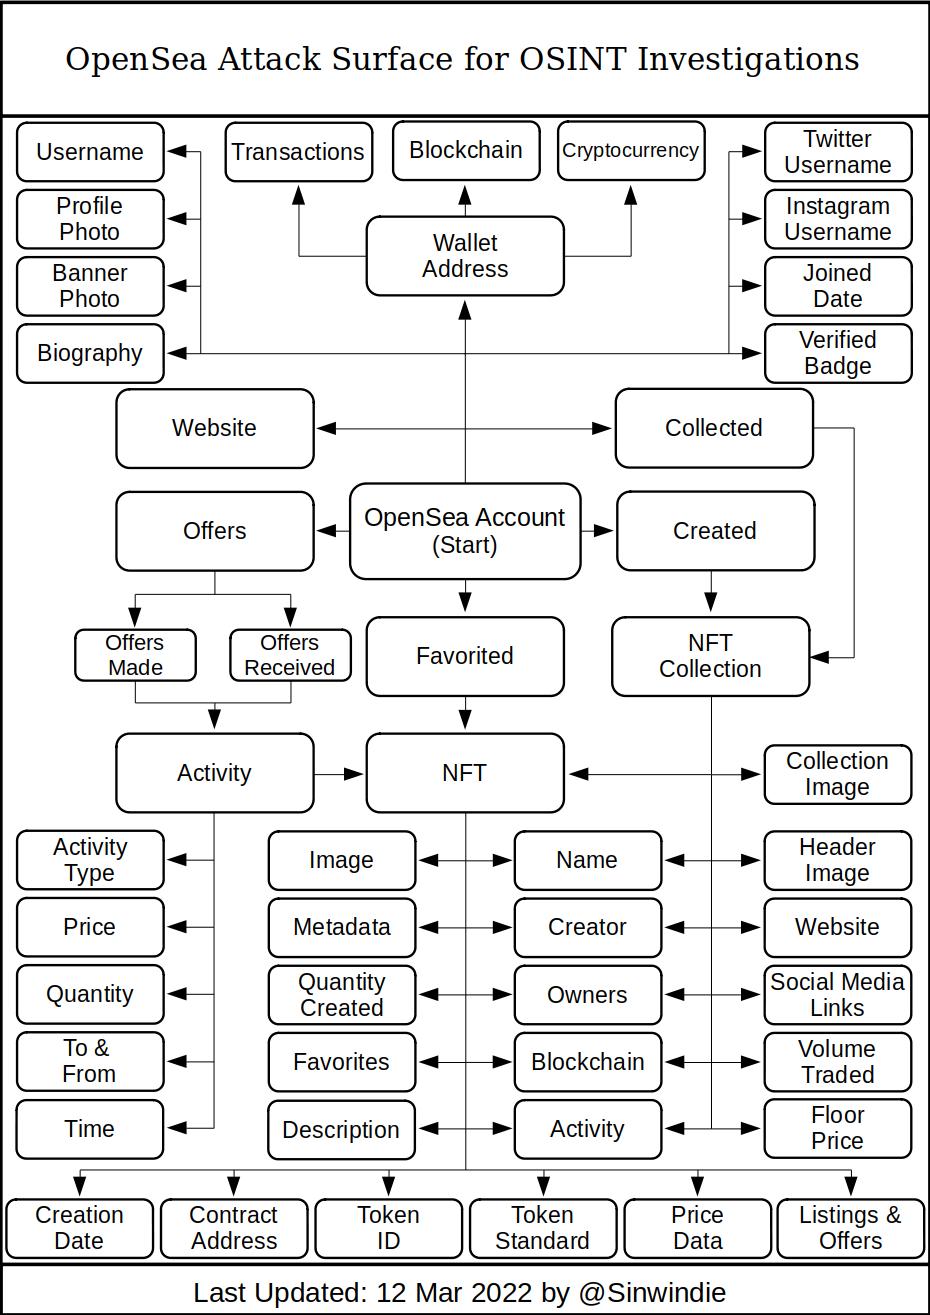 OpenSea Attack Surface for OSINT Investigations
Username
Transactions
Blockchain
Cryptocurrency
Twitter
Username
Profile
Photo
Wallet
Address
Instagram
Username
Banner
Photo
Joined
Date
Biography
Verified
Badge
Website
Collected
Offers
OpenSea Account
(Start)
Created
Offers
Made
Offers
Received
Favorited
NFT
Collection
Activity
NFT
Collection
Image
Activity
Type
Image
Name
Header
Image
Price
Metadata
Creator
Website
Quantity
Quantity
Created
Owners
Social Media
Links
To &
From
Favorites
Blockchain
Volume
Traded
Time
Description
Activity
Floor
Price
Creation
Date
Contract
Address
Token
ID
Token
Standard
Price
Data
Listings &
Offers
Last Updated: 12 Mar 2022 by @Sinwindie